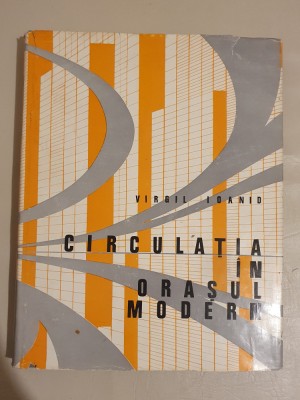 VIRGIL IOANID
CIRCULAȚIA
ÎN
ORAȘUL
MODERN